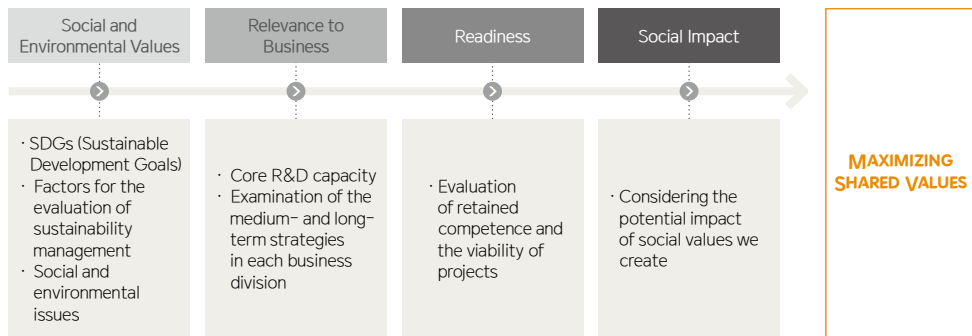 Social and
Environmental Values
Relevance to
Business
Readiness
Social Impact
· SDGs (Sustainable
Development Goals)
· Factors for the
evaluation of
sustainability
management
· Social and
environmental
issues
· Core R&D capacity
· Examination of the
medium- and long-
term strategies
in each business
division
· Evaluation
of retained
competence and
the viability of
projects
· Considering the
potential impact
of social values we
create
MAXIMIZING
SHARED VALUES